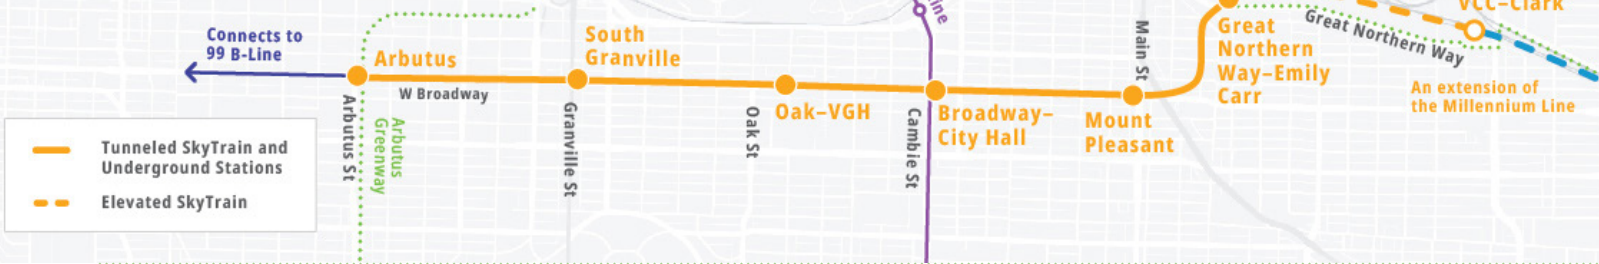 VCC–Clark
Great Northern Way
Great
Northern
Way–Emily
Carr
An extension of
the Millennium Line
Connects to
99 B-Line
South
Granville
Arbutus
W Broadway
Oak–VGH
Broadway–
City Hall
Mount
Pleasant
Main St
Arbutus St
Arbutus
Greenway
Granville St
Oak St
Cambie St
Tunneled SkyTrain and
Underground Stations
Elevated SkyTrain